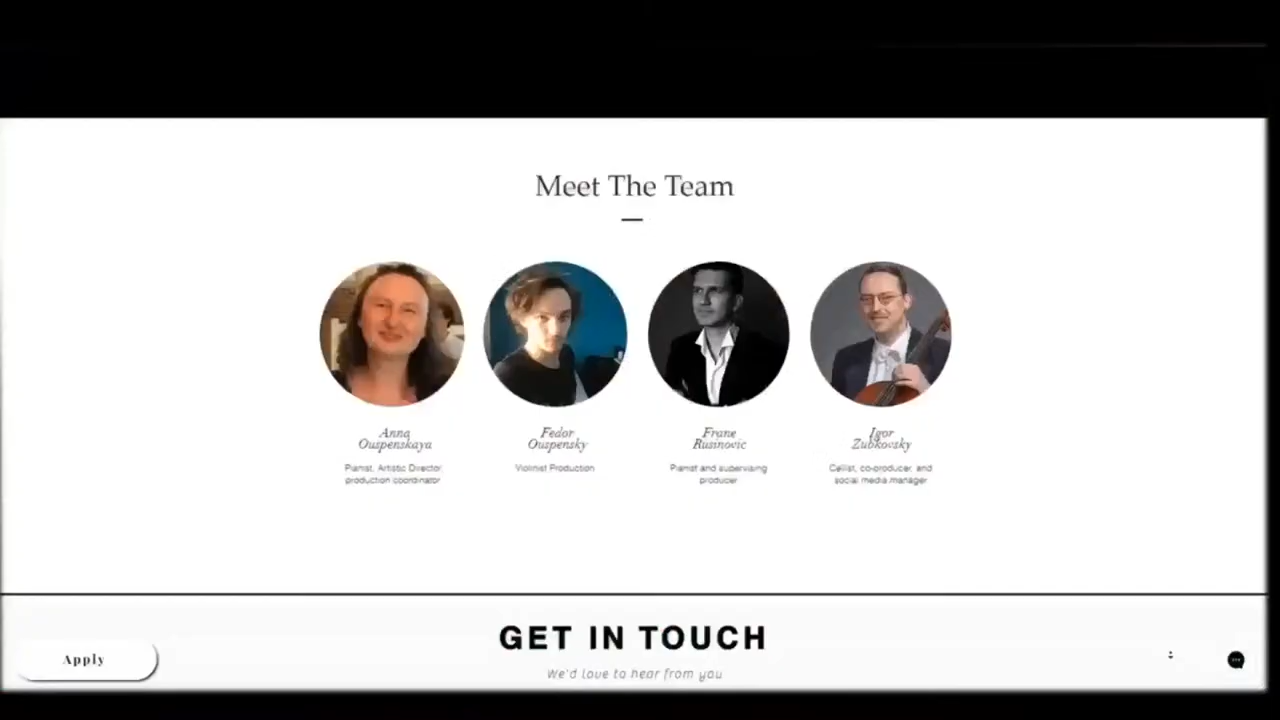 Meet The Team
Anna Fedor Frane Igor
Ouspenskaya Ouspensky Rusinovic Zubkovsky
Pianist, Artistic Director, Violinist Production Pianist and supervising Cellist, co-producer, and
production coordinator producer social media manager
GET IN TOUCH
Apply
We'd love to hear from you